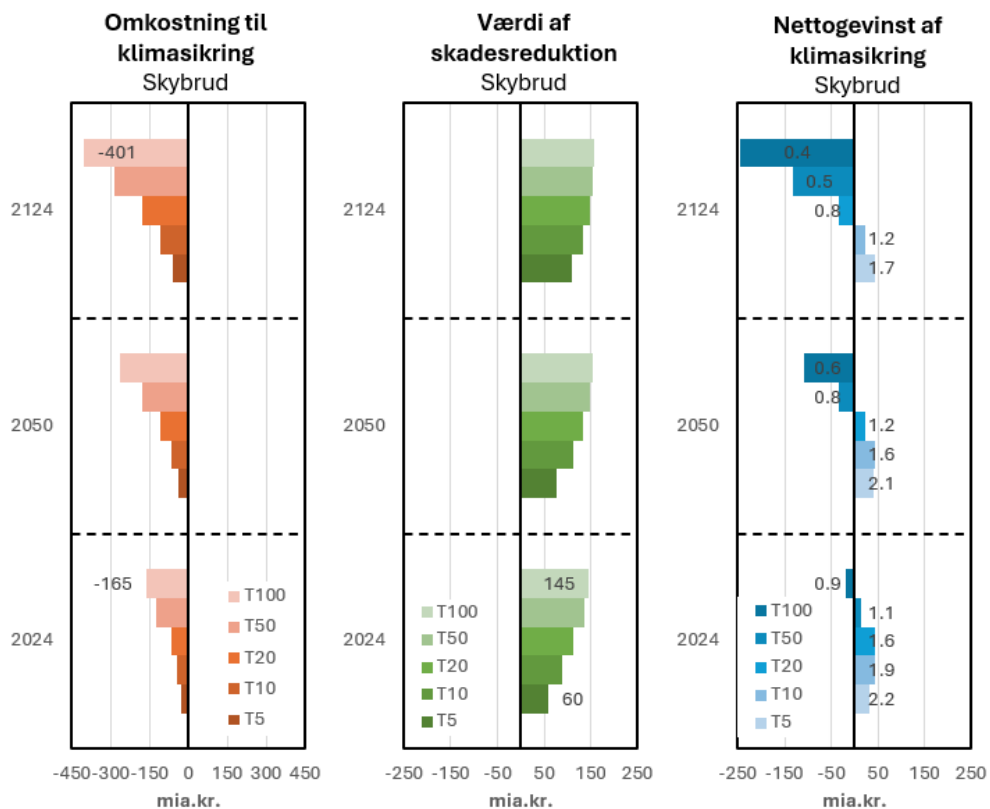 Omkostning til
klimasikring
Skybrud
2124
2050
2024
-401
-165
T100
T50
T20
T10
T5
-450 -300 -150 0 150 300 450
mia.kr.
Værdi af
skadesreduktion
Skybrud
2124
2050
2024
145
60
T100
T50
T20
T10
T5
-250 -150 -50 50 150 250
mia.kr.
Nettogevinst af
klimasikring
Skybrud
2124
2050
2024
0.4
0.5
0.8
1.2
1.7
0.6
0.8
1.2
1.6
2.1
0.9
1.1
1.6
1.9
2.2
T100
T50
T20
T10
T5
-250 -150 -50 50 150 250
mia.kr.